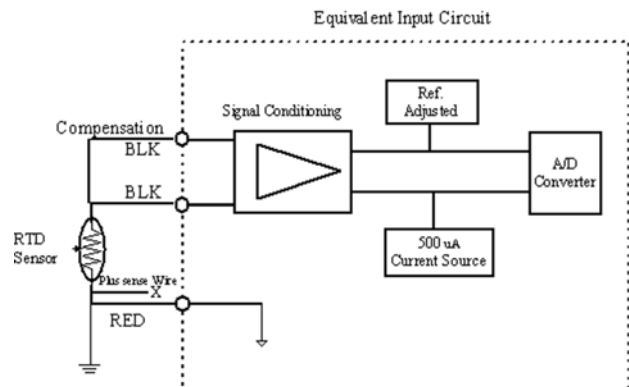 Equivalent Input Circuit
Signal Conditioning
Ref.
Adjusted
Compensation
BLK
BLK
A/D
Converter
500 uA
Current Source
RTD
Sensor
Plus sense Wire
X
RED